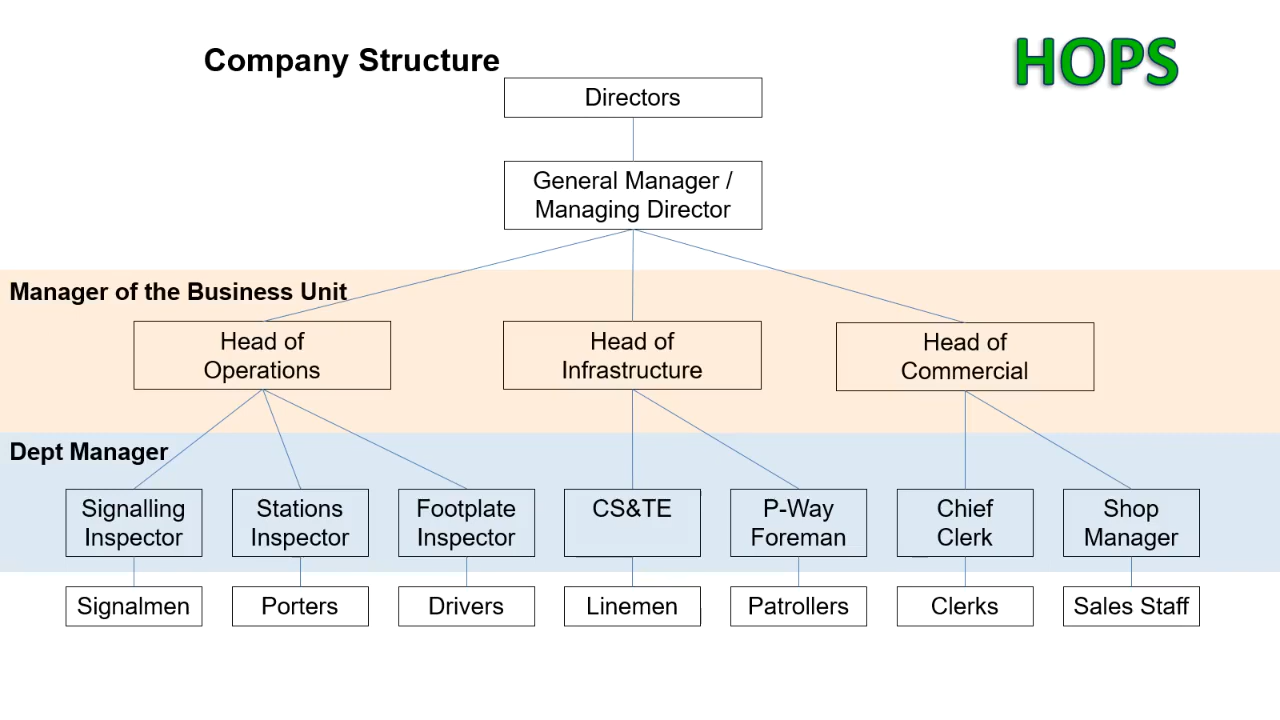 Company Structure
HOPS
Directors
General Manager /
Managing Director
Manager of the Business Unit
Head of
Operations
Head of
Infrastructure
Head of
Commercial
Dept Manager
Signalling
Inspector
Stations
Inspector
Footplate
Inspector
CS&TE
P-Way
Foreman
Chief
Clerk
Shop
Manager
Signalmen
Porters
Drivers
Linemen
Patrollers
Clerks
Sales Staff